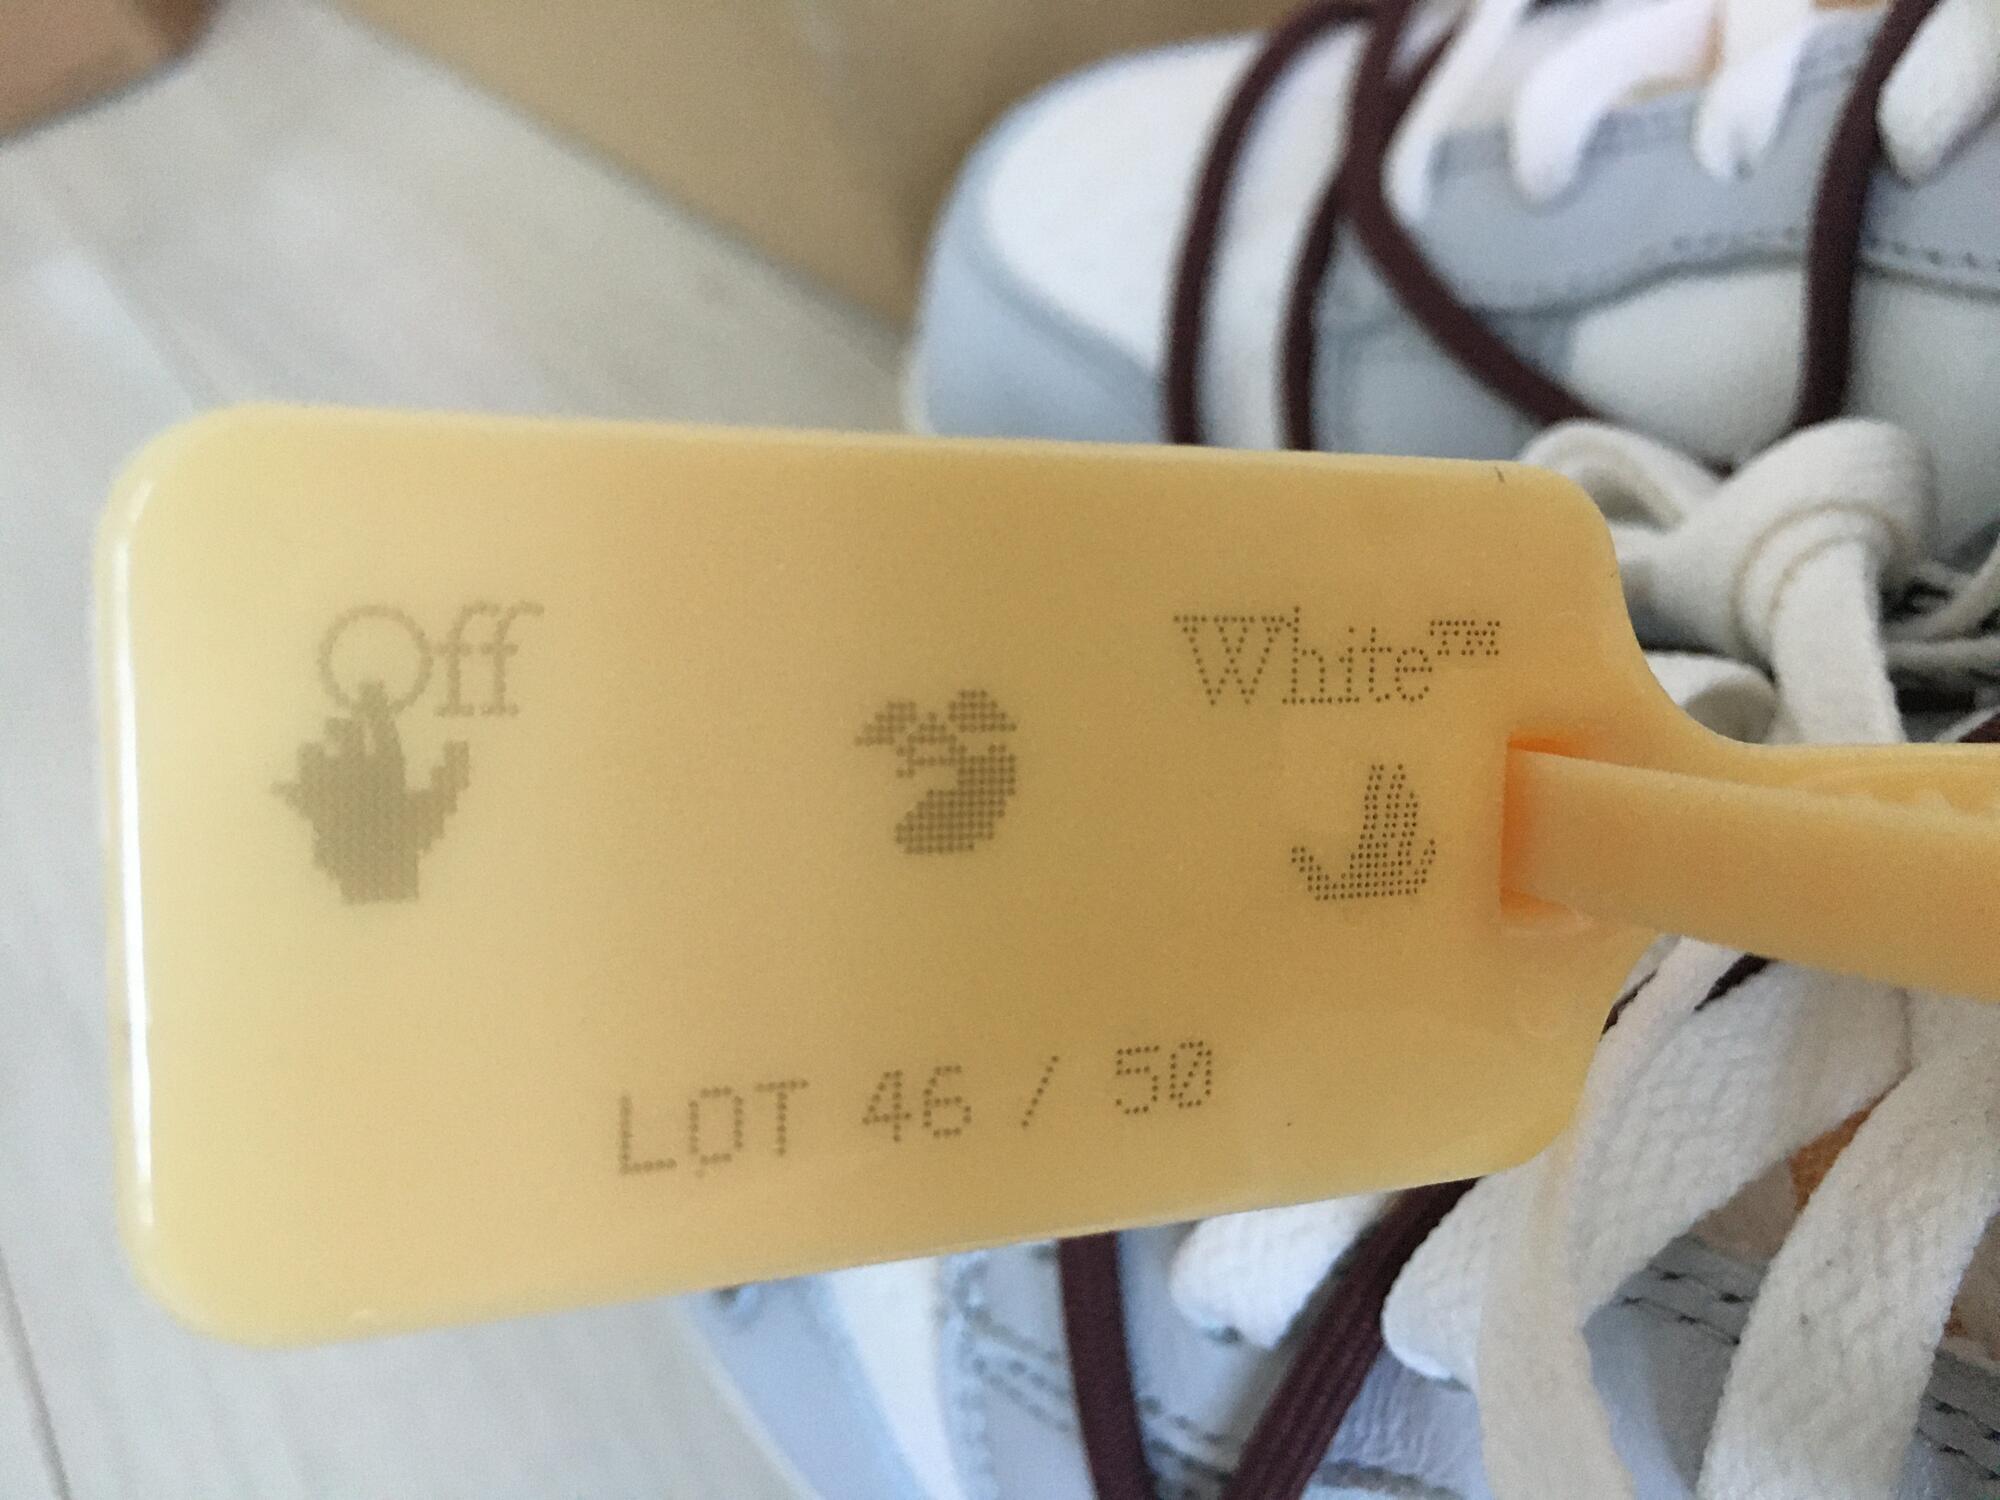 Off White™
LOT 46 / 50